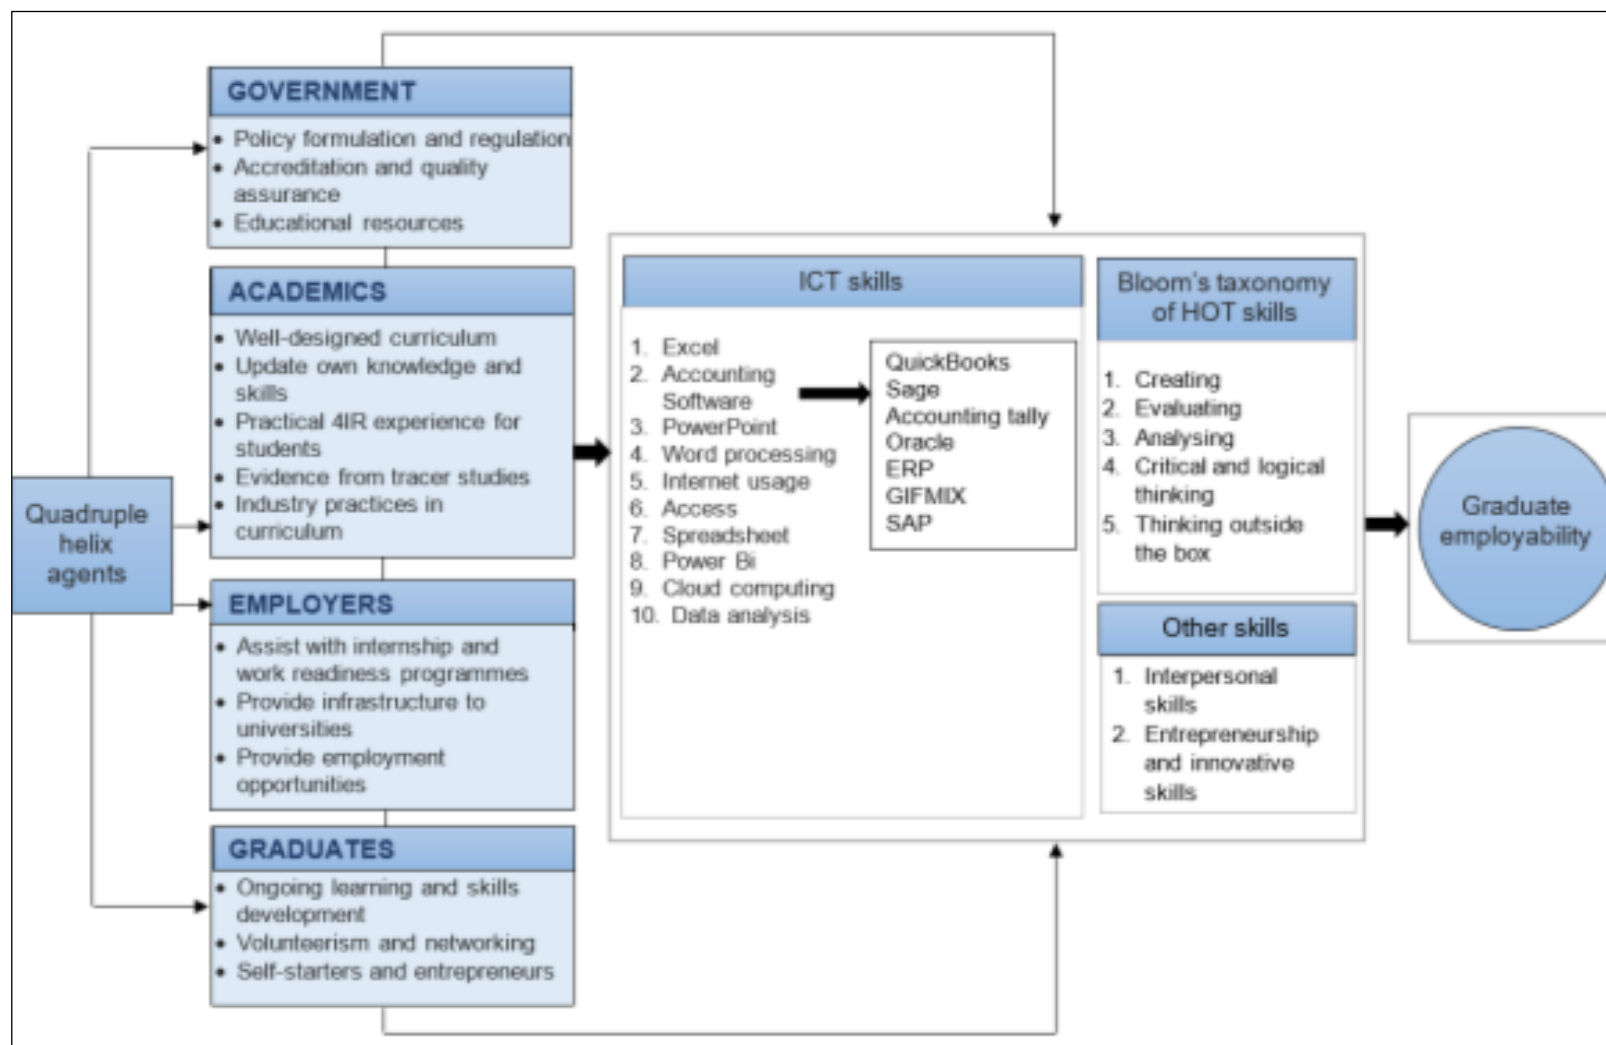 Quadruple
helix
agents
GOVERNMENT
• Policy formulation and regulation
• Accreditation and quality
assurance
• Educational resources
ACADEMICS
• Well-designed curriculum
• Update own knowledge and
skills
• Practical 4IR experience for
students
• Evidence from tracer studies
• Industry practices in
curriculum
EMPLOYERS
• Assist with internship and
work readiness programmes
• Provide infrastructure to
universities
• Provide employment
opportunities
GRADUATES
• Ongoing learning and skills
development
• Volunteerism and networking
• Self-starters and entrepreneurs
ICT skills
1. Excel
2. Accounting
Software
3. PowerPoint
4. Word processing
5. Internet usage
6. Access
7. Spreadsheet
8. Power Bi
9. Cloud computing
10. Data analysis
QuickBooks
Sage
Accounting tally
Oracle
ERP
GIFMIX
SAP
Bloom's taxonomy
of HOT skills
1. Creating
2. Evaluating
3. Analysing
4. Critical and logical
thinking
5. Thinking outside
the box
Other skills
1. Interpersonal
skills
2. Entrepreneurship
and innovative
skills
Graduate
employability